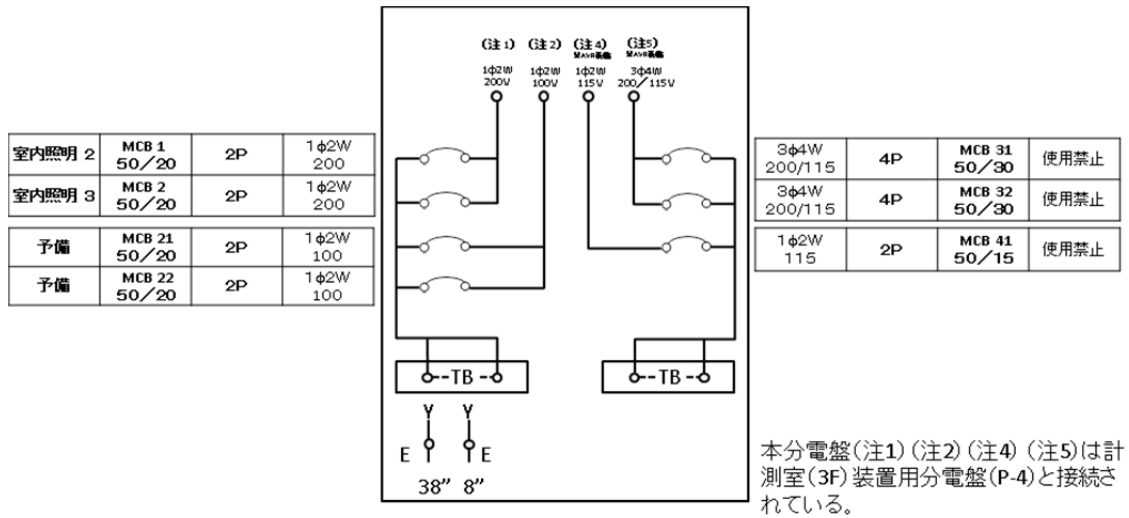 (注1) (注2) (注4) (注5)
1φ2W 200V
1φ2W 100V
1φ2W 115V
3φ4W 200/115V
室内照明 2 MCB 1 50/20 2P 1φ2W 200
室内照明 3 MCB 2 50/20 2P 1φ2W 200
予備 MCB 21 50/20 2P 1φ2W 100
予備 MCB 22 50/20 2P 1φ2W 100
3φ4W 200/115 4P MCB 31 50/30 使用禁止
3φ4W 200/115 4P MCB 32 50/30 使用禁止
1φ2W 115 2P MCB 41 50/15 使用禁止
TB TB
E E
38” 8”
本分電盤(注1)(注2)(注4)(注5)は計
測室(3F)装置用分電盤(P-4)と接続さ
れている。